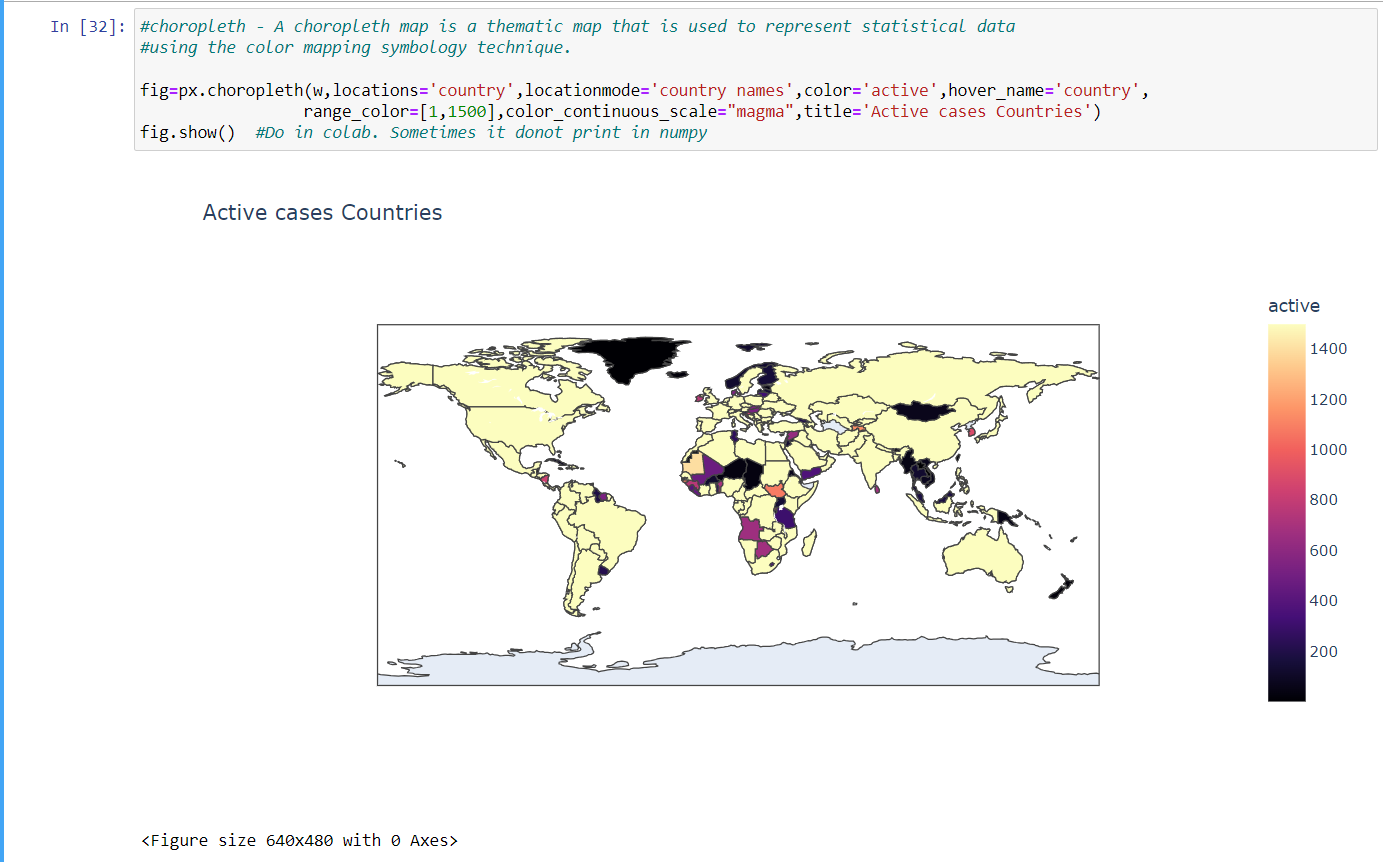 In [32]:
#choropleth - A choropleth map is a thematic map that is used to represent statistical data
#using the color mapping symbology technique.
fig=px.choropleth(w,locations='country',locationmode='country names',color='active',hover_name='country',
range_color=[1,1500],color_continuous_scale="magma",title='Active cases Countries')
fig.show()  #Do in colab. Sometimes it donot print in numpy
Active cases Countries
active
1400
1200
1000
800
600
400
200
<Figure size 640x480 with 0 Axes>